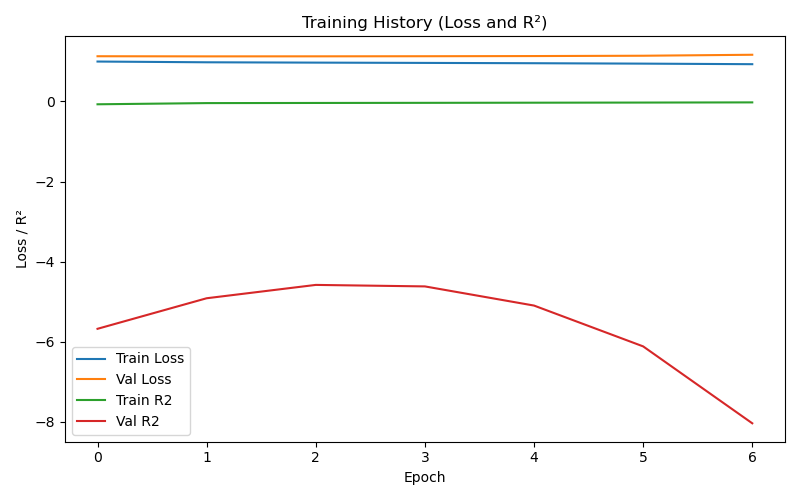 Training History (Loss and R²)
0
−2
−4
−6
−8
Loss / R²
Train Loss
Val Loss
Train R2
Val R2
0 1 2 3 4 5 6
Epoch